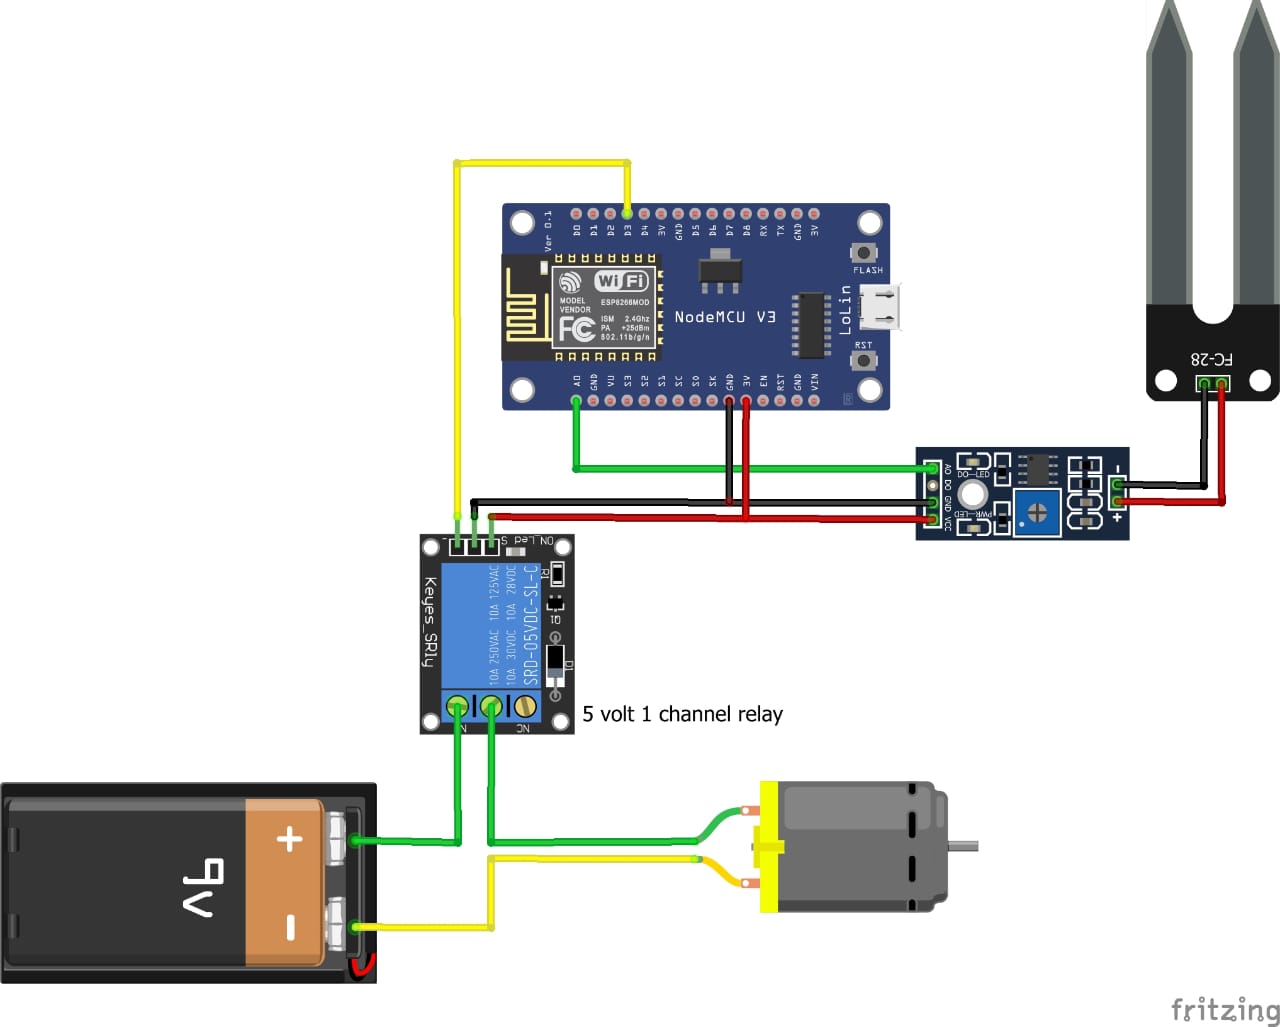 Ver 0.1
D0 D1 D2 D3 D4 3V GND D5 D6 D7 D8 RX TX GND 3V
FLASH
WiFi
MODEL
VENDOR
ESP8266MOD
FC
ISM 2.4Ghz
PA +25dBm
802.11b/g/n
NodeMCU V3
LoLin
RST
A0 GND VU S3 S2 S1 SC SO SK GND 3V EN RST GND VIN
FC-28
AO DO GND VCC
DO-LED
PWR-LED
-
+
- S
ON_Led
Keyes_SRly
R1
Q1
D1
10A 250VAC 10A 125VAC
10A 30VDC 10A 28VDC
SRD-05VDC-SL-C
N
NC
5 volt 1 channel relay
9v
+
-
fritzing